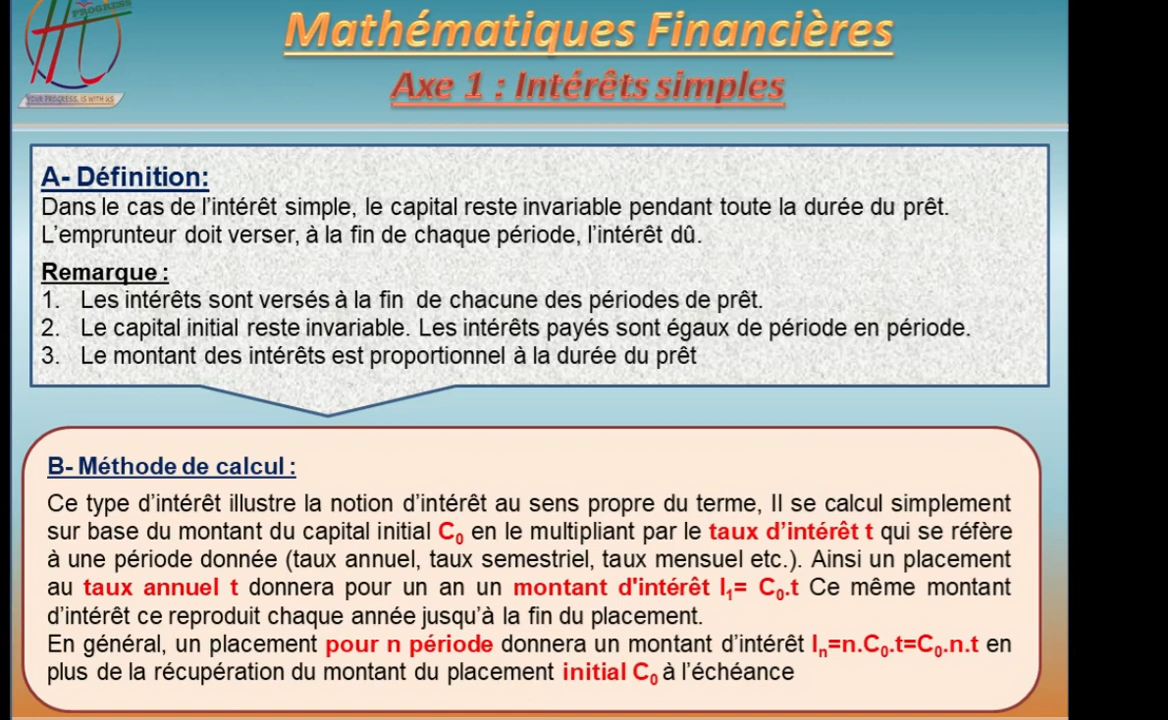 PROGRESS
YOUR PROGRESS, IS WITH US
Mathématiques Financières
Axe 1 : Intérêts simples
A- Définition:
Dans le cas de l'intérêt simple, le capital reste invariable pendant toute la durée du prêt.
L'emprunteur doit verser, à la fin de chaque période, l'intérêt dû.
Remarque :
1. Les intérêts sont versés à la fin de chacune des périodes de prêt.
2. Le capital initial reste invariable. Les intérêts payés sont égaux de période en période.
3. Le montant des intérêts est proportionnel à la durée du prêt
B- Méthode de calcul :
Ce type d'intérêt illustre la notion d'intérêt au sens propre du terme, Il se calcul simplement
sur base du montant du capital initial C₀ en le multipliant par le taux d'intérêt t qui se réfère
à une période donnée (taux annuel, taux semestriel, taux mensuel etc.). Ainsi un placement
au taux annuel t donnera pour un an un montant d'intérêt I₁= C₀.t Ce même montant
d'intérêt ce reproduit chaque année jusqu'à la fin du placement.
En général, un placement pour n période donnera un montant d'intérêt Iₙ=n.C₀.t=C₀.n.t en
plus de la récupération du montant du placement initial C₀ à l'échéance